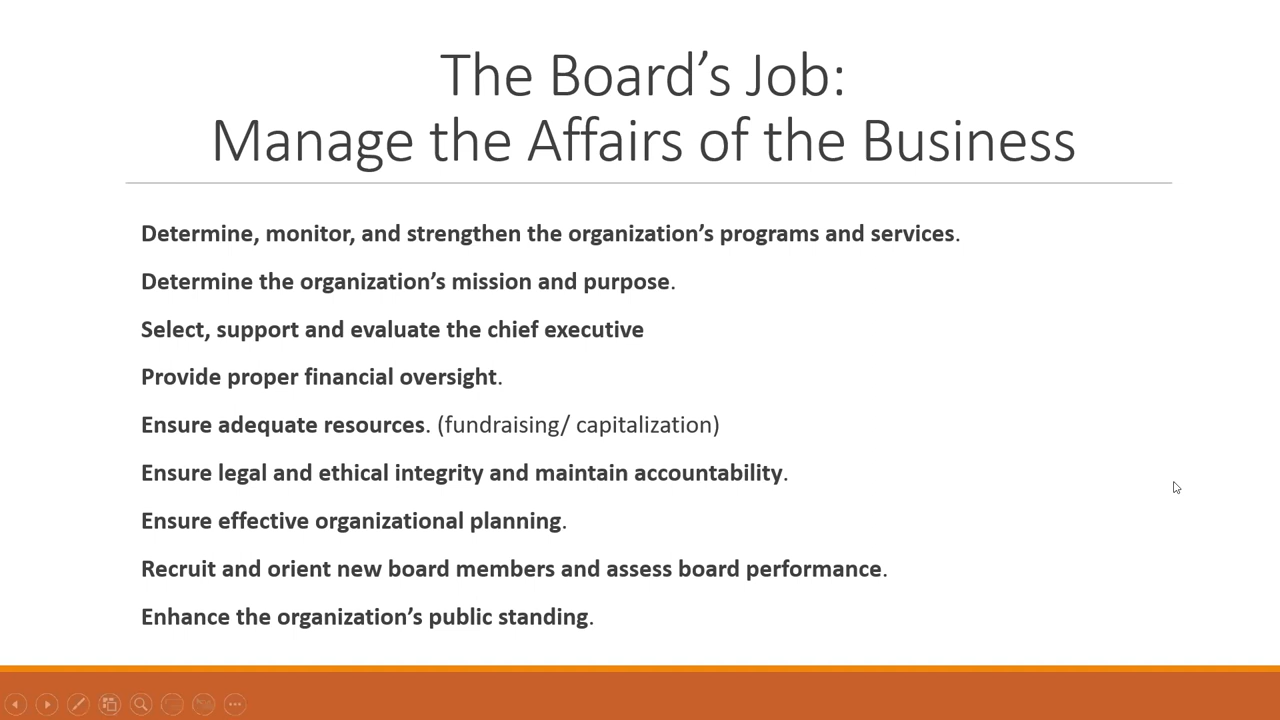 The Board’s Job:
Manage the Affairs of the Business
Determine, monitor, and strengthen the organization’s programs and services.
Determine the organization’s mission and purpose.
Select, support and evaluate the chief executive
Provide proper financial oversight.
Ensure adequate resources. (fundraising/ capitalization)
Ensure legal and ethical integrity and maintain accountability.
Ensure effective organizational planning.
Recruit and orient new board members and assess board performance.
Enhance the organization’s public standing.